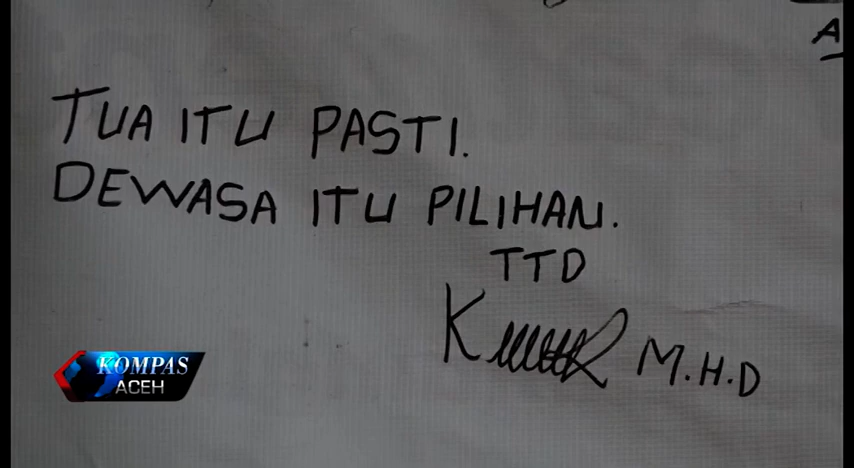 A
TUA ITU PASTI.
DEWASA ITU PILIHAN.
TTD
M.H.D
KOMPAS
ACEH